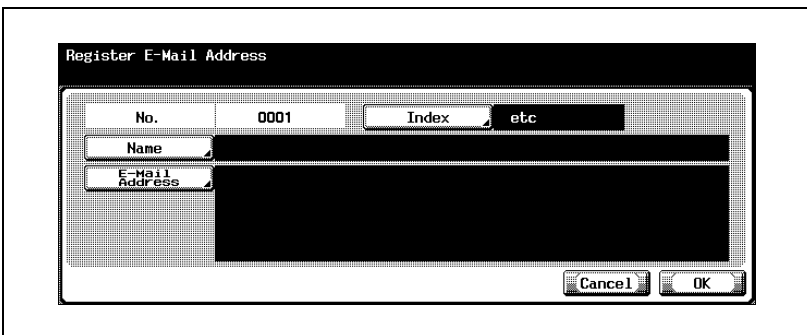 Register E-Mail Address
No. 0001 Index etc
Name
E-Mail
Address
Cancel OK